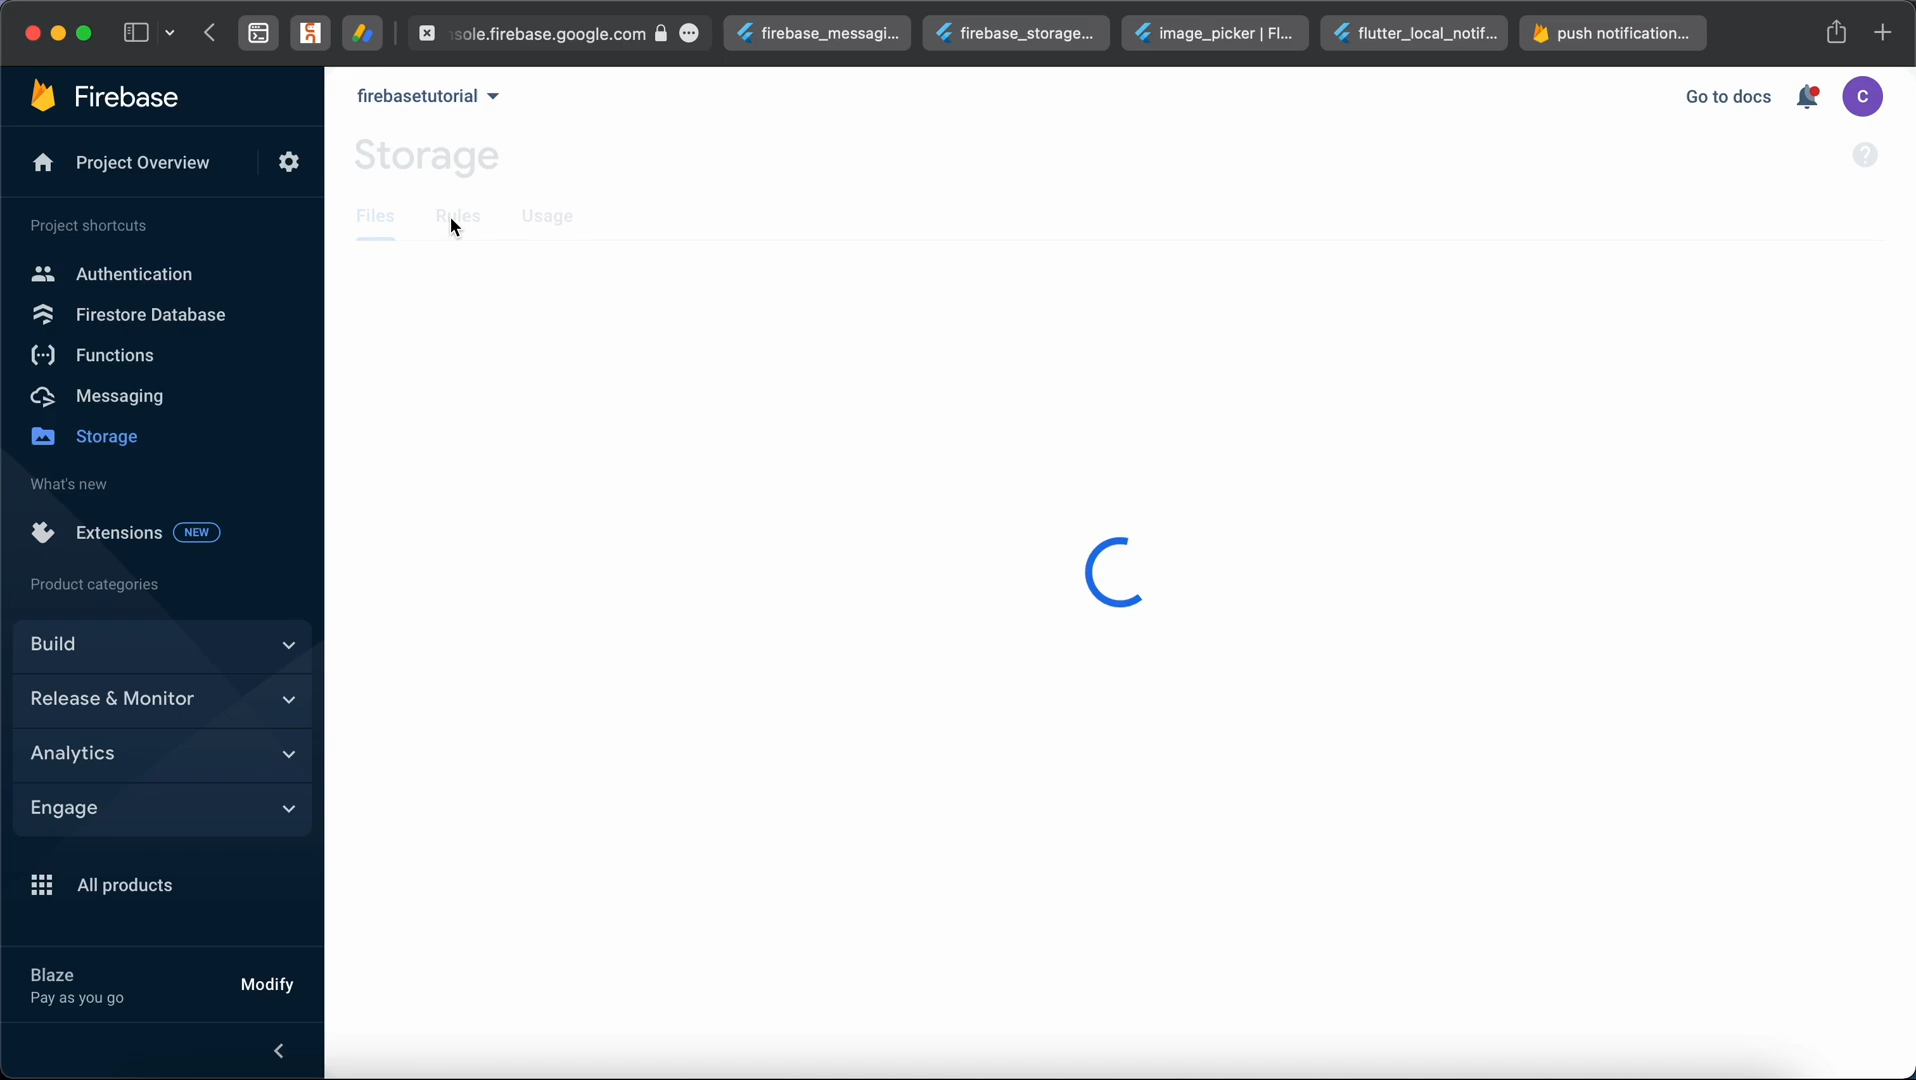 sole.firebase.google.com
firebase_messagi...
firebase_storage...
image_picker | Fl...
flutter_local_notif...
push notification...
Firebase
firebasetutorial
Go to docs
C
Project Overview
Storage
?
Project shortcuts
Files
Rules
Usage
Authentication
Firestore Database
Functions
Messaging
Storage
What's new
Extensions NEW
Product categories
Build
Release & Monitor
Analytics
Engage
All products
Blaze
Pay as you go
Modify